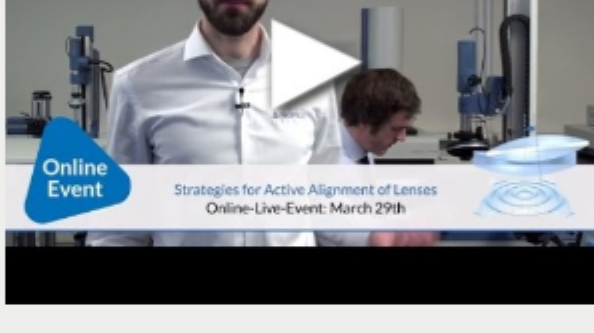 Online
Event
Strategies for Active Alignment of Lenses
Online-Live-Event: March 29th